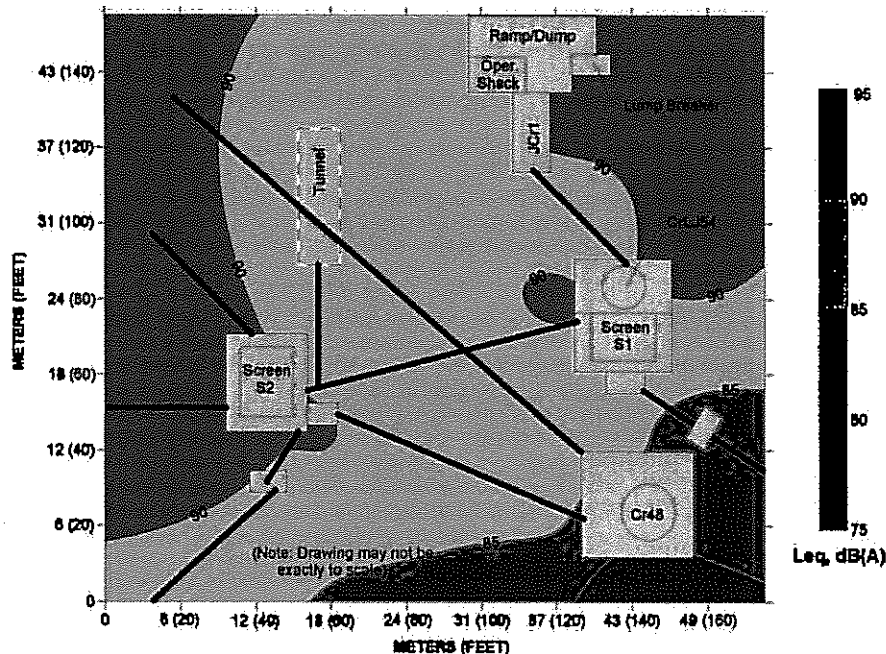 Ramp/Dump
Oper.
Shack
Lump Breaker
JCr1
Tunnel
90
90
90
90
90
90
85
85
Screen
S1
Screen
S2
Cr48
(Note: Drawing may not be
exactly to scale)
METERS (FEET)
43 (140)
37 (120)
31 (100)
24 (80)
18 (60)
12 (40)
6 (20)
0
0
6 (20)
12 (40)
18 (60)
24 (80)
31 (100)
37 (120)
43 (140)
49 (160)
METERS (FEET)
95
90
85
80
75
Leq, dB(A)